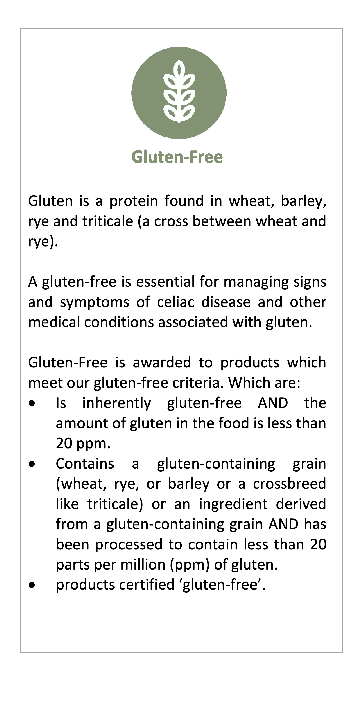 Gluten-Free
Gluten is a protein found in wheat, barley,
rye and triticale (a cross between wheat and
rye).
A gluten-free is essential for managing signs
and symptoms of celiac disease and other
medical conditions associated with gluten.
Gluten-Free is awarded to products which
meet our gluten-free criteria. Which are:
• Is inherently gluten-free AND the
amount of gluten in the food is less than
20 ppm.
• Contains a gluten-containing grain
(wheat, rye, or barley or a crossbreed
like triticale) or an ingredient derived
from a gluten-containing grain AND has
been processed to contain less than 20
parts per million (ppm) of gluten.
• products certified ‘gluten-free’.